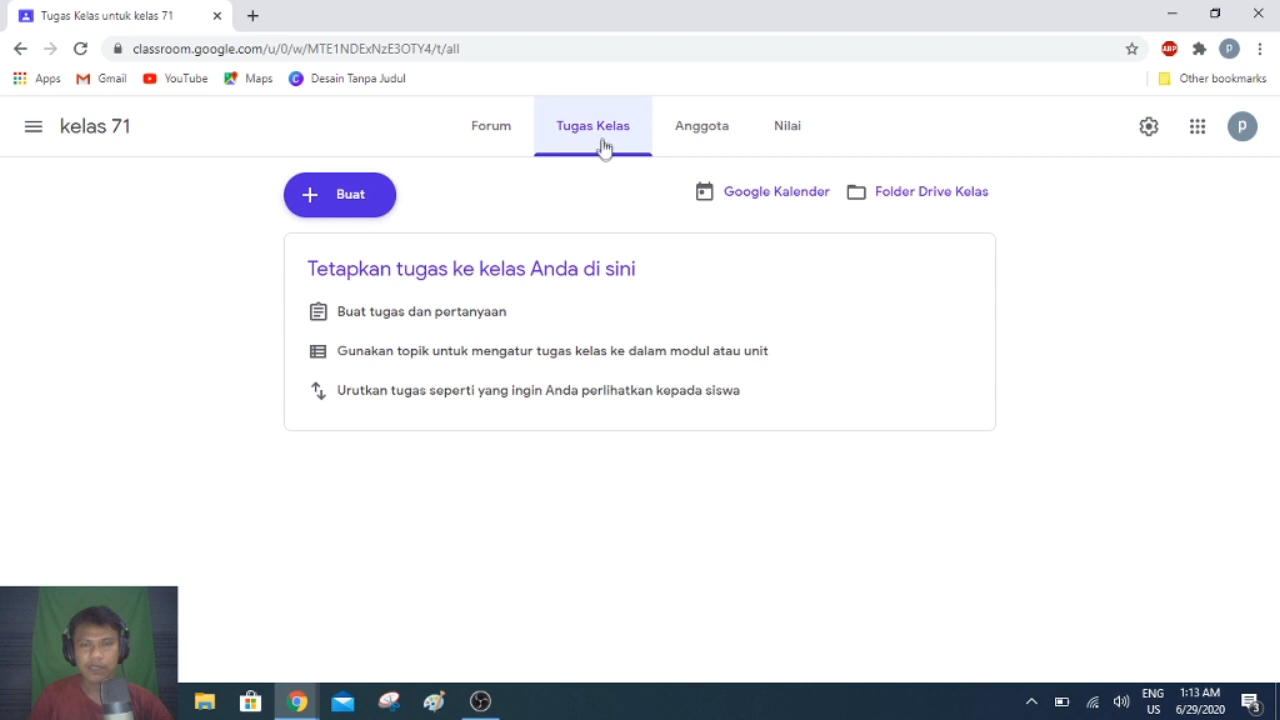 Tugas Kelas untuk kelas 71
classroom.google.com/u/0/w/MTE1NDExNzE3OTY4/t/all
ABP
P
Apps
Gmail
YouTube
Maps
C
Desain Tanpa Judul
Other bookmarks
kelas 71
Forum
Tugas Kelas
Anggota
Nilai
p
Buat
Google Kalender
Folder Drive Kelas
Tetapkan tugas ke kelas Anda di sini
Buat tugas dan pertanyaan
Gunakan topik untuk mengatur tugas kelas ke dalam modul atau unit
Urutkan tugas seperti yang ingin Anda perlihatkan kepada siswa
ENG
US
1:13 AM
6/29/2020
3